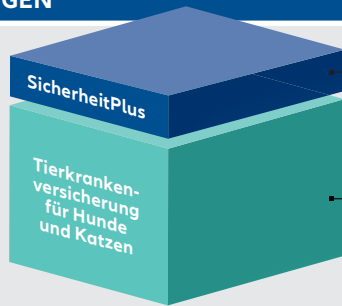 GEN
SicherheitPlus
Tierkranken-
versicherung
für Hunde
und Katzen